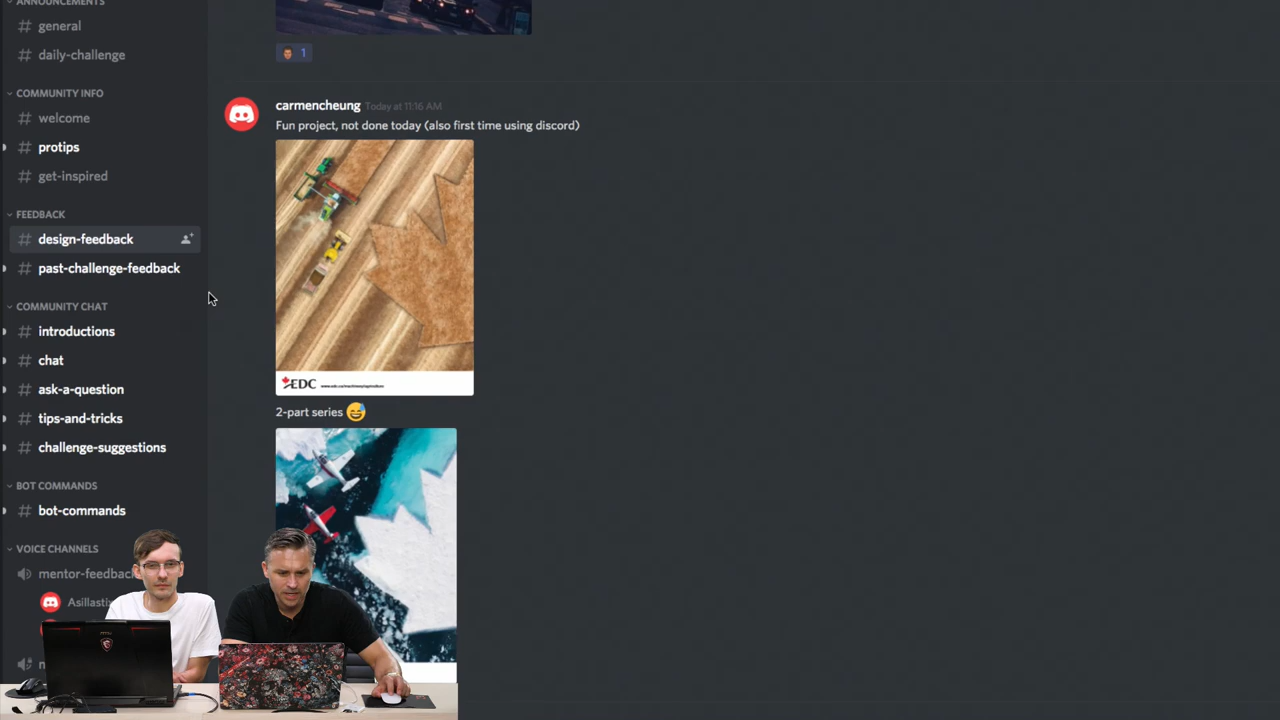 ANNOUNCEMENTS
# general
# daily-challenge
COMMUNITY INFO
# welcome
# protips
# get-inspired
FEEDBACK
# design-feedback
# past-challenge-feedback
COMMUNITY CHAT
# introductions
# chat
# ask-a-question
# tips-and-tricks
# challenge-suggestions
BOT COMMANDS
# bot-commands
VOICE CHANNELS
mentor-feedback
1
carmencheung Today at 11:16 AM
Fun project, not done today (also first time using discord)
EDC
2-part series 😅